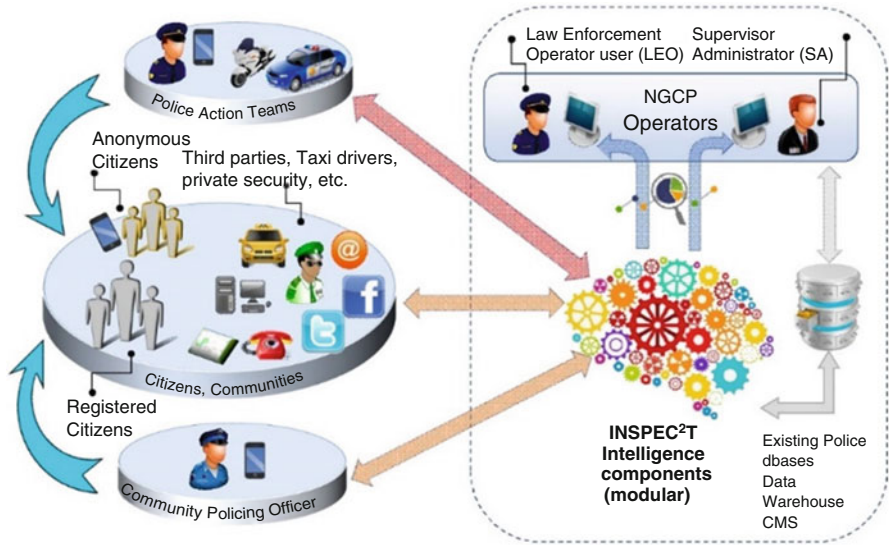 Law Enforcement
Operator user (LEO)
Supervisor
Administrator (SA)
NGCP
Operators
Police Action Teams
Anonymous
Citizens
Third parties, Taxi drivers,
private security, etc.
@
f
t
Citizens, Communities
Registered
Citizens
Community Policing Officer
INSPEC²T
Intelligence
components
(modular)
Existing Police
dbases
Data
Warehouse
CMS